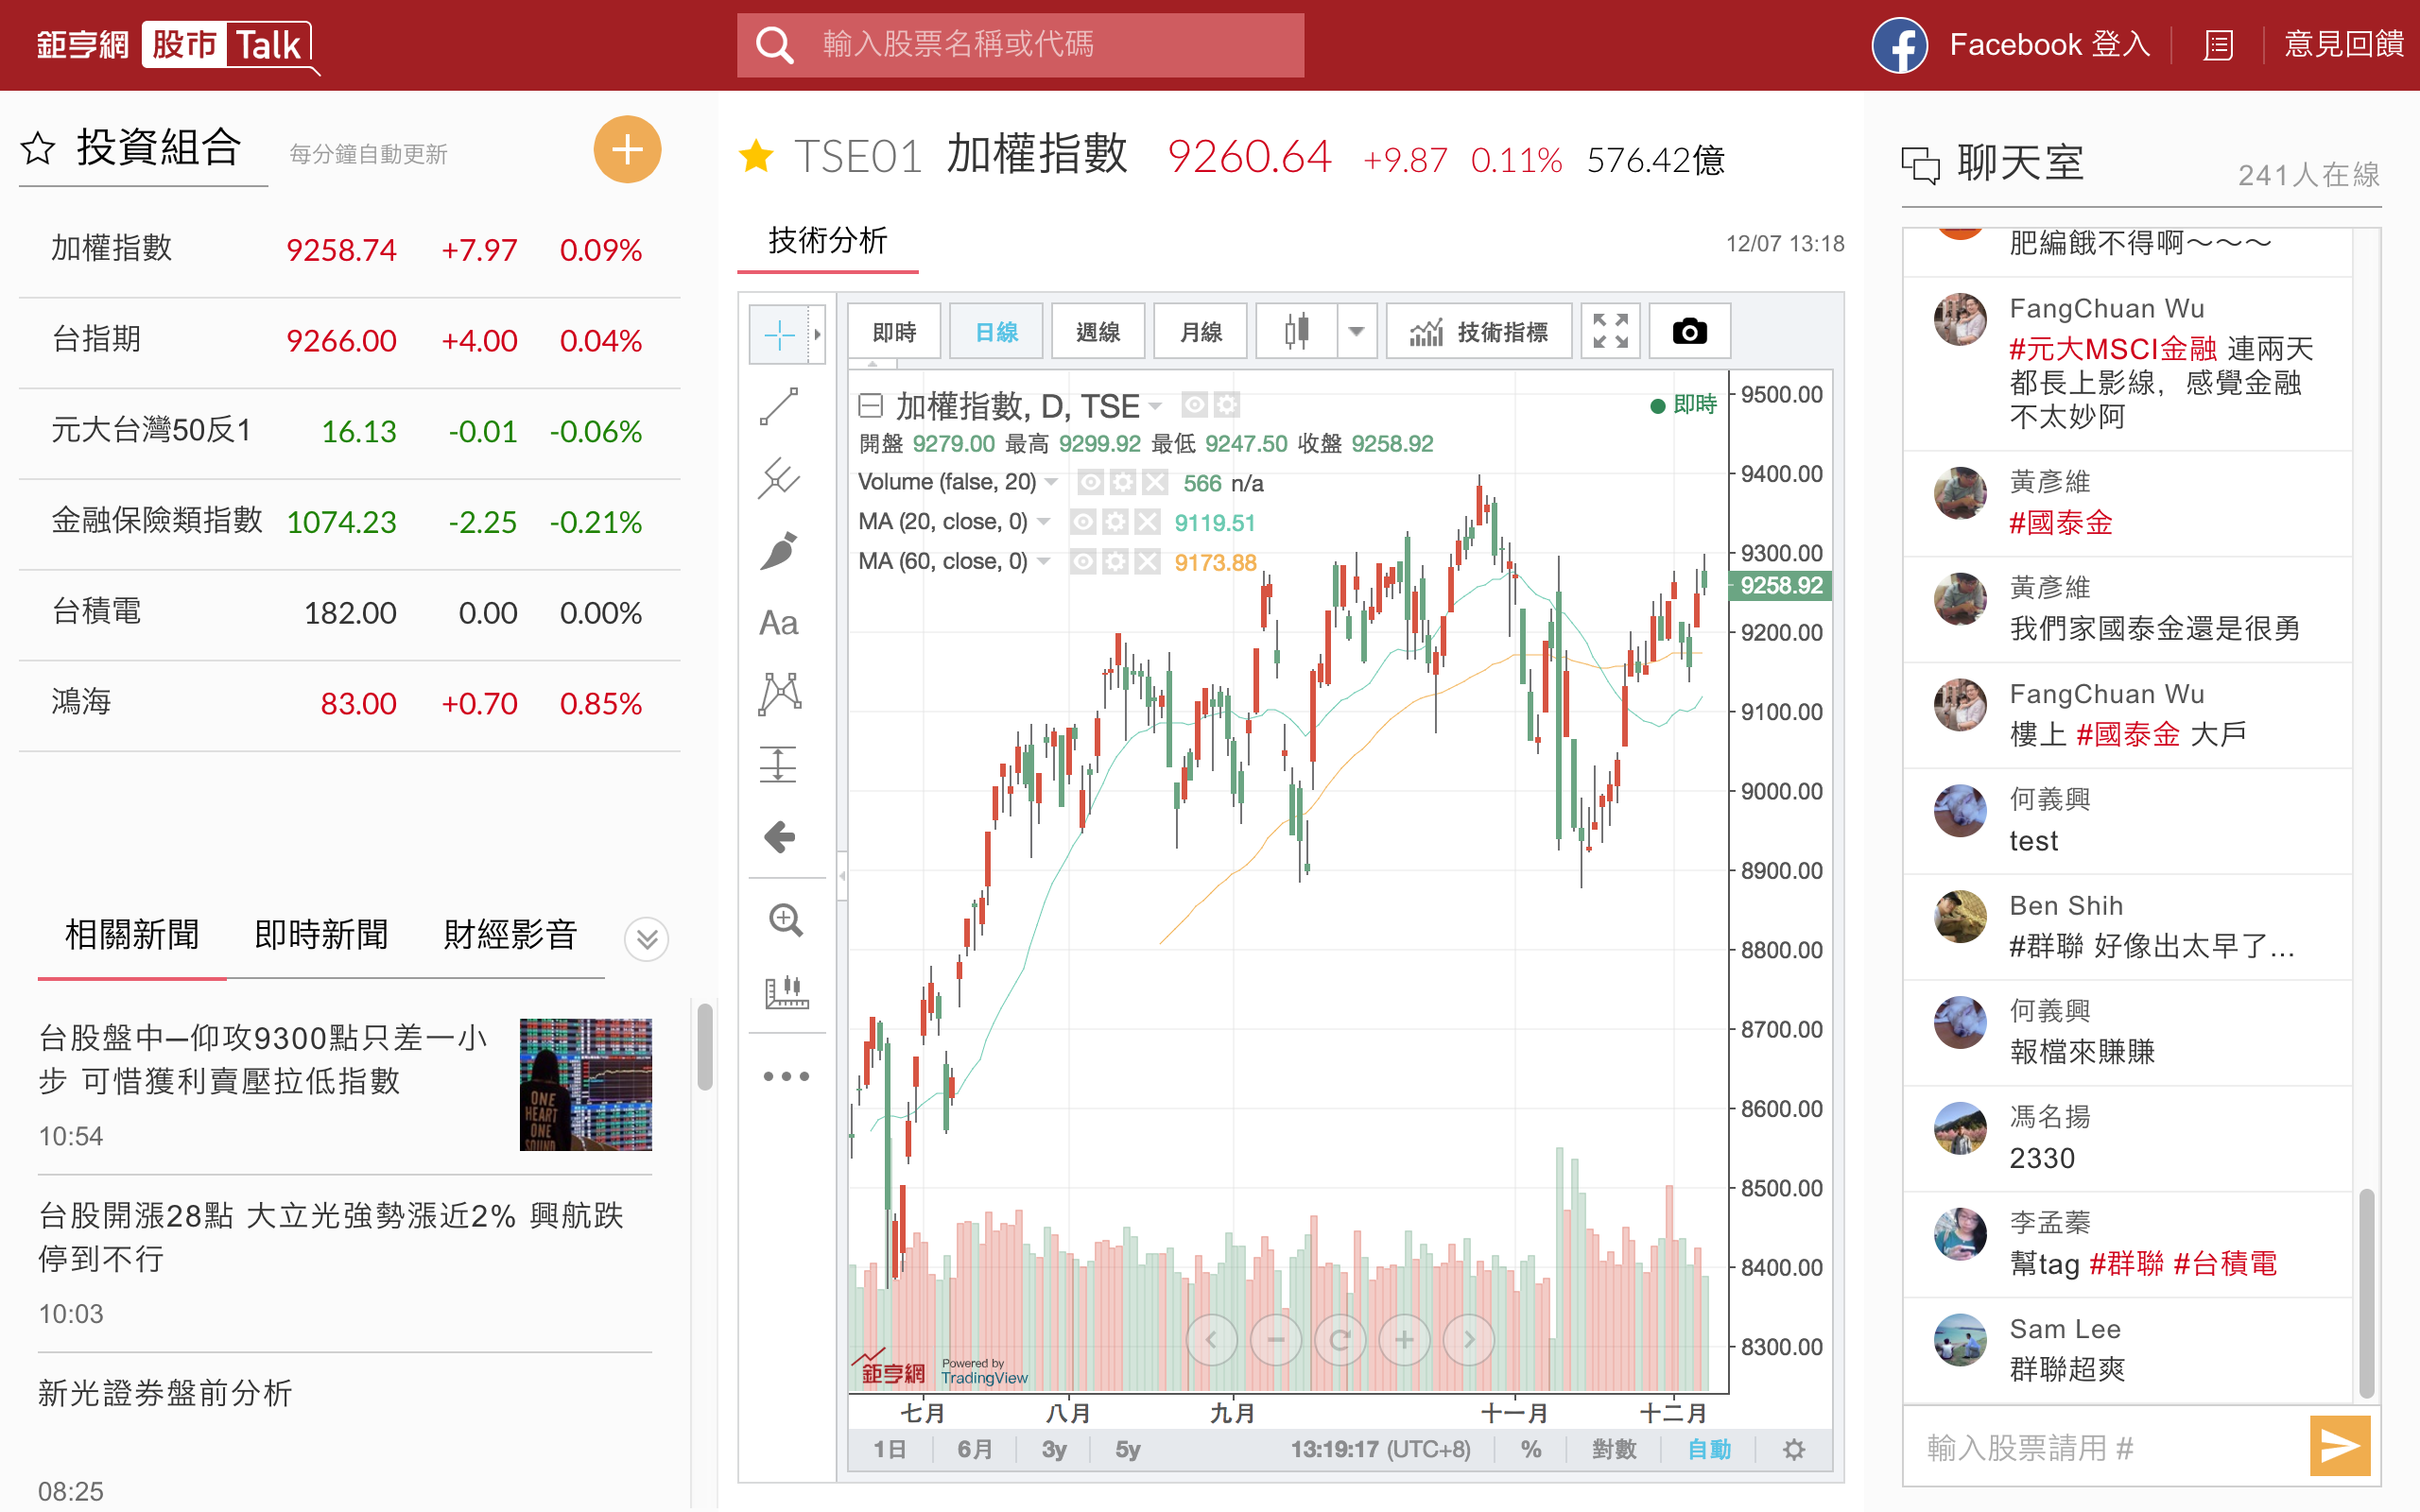 鉅亨網 股市 Talk
輸入股票名稱或代碼
Facebook 登入
意見回饋
投資組合
每分鐘自動更新
加權指數 9258.74 +7.97 0.09%
台指期 9266.00 +4.00 0.04%
元大台灣50反1 16.13 -0.01 -0.06%
金融保險類指數 1074.23 -2.25 -0.21%
台積電 182.00 0.00 0.00%
鴻海 83.00 +0.70 0.85%
相關新聞 即時新聞 財經影音
台股盤中─仰攻9300點只差一小
步 可惜獲利賣壓拉低指數
10:54
ONE
HEART
ONE
SOUND
台股開漲28點 大立光強勢漲近2% 興航跌
停到不行
10:03
新光證券盤前分析
08:25
TSE01 加權指數 9260.64 +9.87 0.11% 576.42億
技術分析
12/07 13:18
即時 日線 週線 月線 技術指標
Aa
加權指數, D, TSE
即時
開盤 9279.00 最高 9299.92 最低 9247.50 收盤 9258.92
Volume (false, 20) 566 n/a
MA (20, close, 0) 9119.51
MA (60, close, 0) 9173.88
9500.00
9400.00
9300.00
9258.92
9200.00
9100.00
9000.00
8900.00
8800.00
8700.00
8600.00
8500.00
8400.00
8300.00
鉅亨網
Powered by
TradingView
七月 八月 九月 十一月 十二月
1日 6月 3y 5y 13:19:17 (UTC+8) % 對數 自動
聊天室
241人在線
肥編餓不得啊～～～
FangChuan Wu
#元大MSCI金融 連兩天
都長上影線，感覺金融
不太妙阿
黃彥維
#國泰金
黃彥維
我們家國泰金還是很勇
FangChuan Wu
樓上 #國泰金 大戶
何義興
test
Ben Shih
#群聯 好像出太早了...
何義興
報檔來賺賺
馮名揚
2330
李孟蓁
幫tag #群聯 #台積電
Sam Lee
群聯超爽
輸入股票請用 #